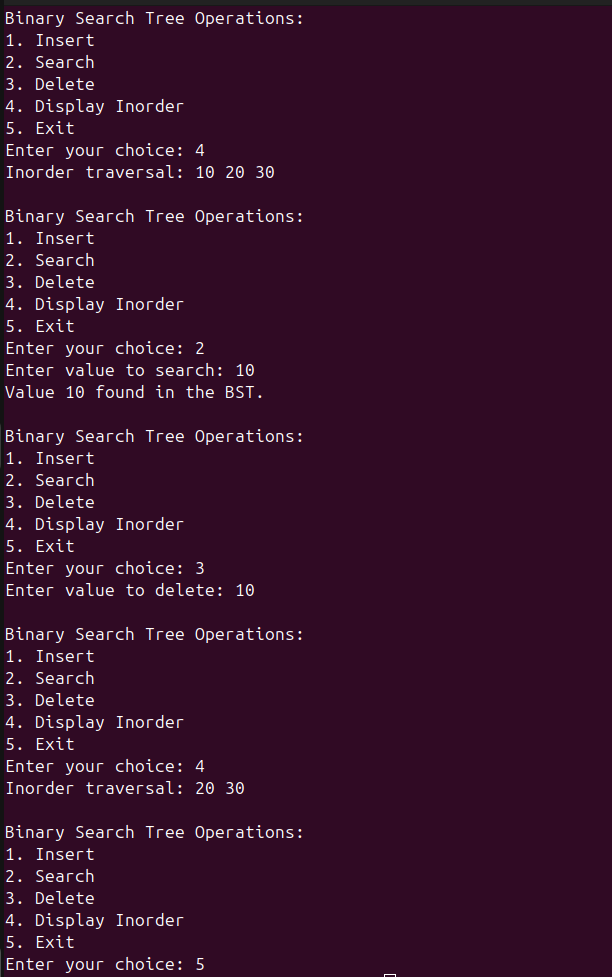 Binary Search Tree Operations:
1. Insert
2. Search
3. Delete
4. Display Inorder
5. Exit
Enter your choice: 4
Inorder traversal: 10 20 30
Binary Search Tree Operations:
1. Insert
2. Search
3. Delete
4. Display Inorder
5. Exit
Enter your choice: 2
Enter value to search: 10
Value 10 found in the BST.
Binary Search Tree Operations:
1. Insert
2. Search
3. Delete
4. Display Inorder
5. Exit
Enter your choice: 3
Enter value to delete: 10
Binary Search Tree Operations:
1. Insert
2. Search
3. Delete
4. Display Inorder
5. Exit
Enter your choice: 4
Inorder traversal: 20 30
Binary Search Tree Operations:
1. Insert
2. Search
3. Delete
4. Display Inorder
5. Exit
Enter your choice: 5